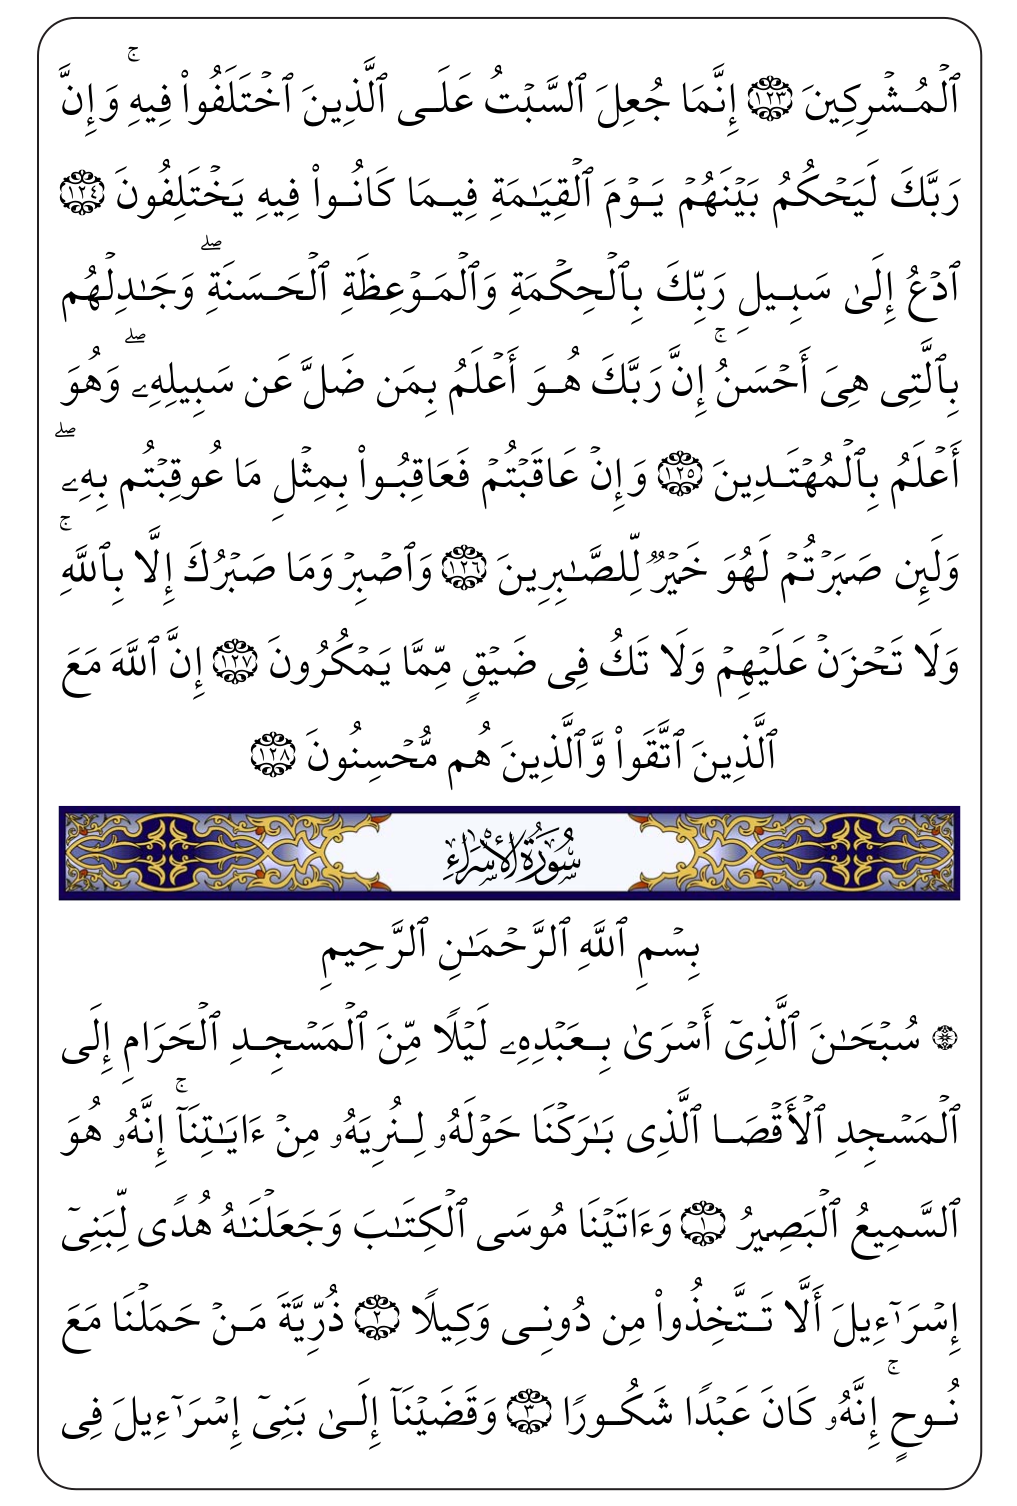 ٱلۡمُشۡرِكِينَ ١٢٣ إِنَّمَا جُعِلَ ٱلسَّبۡتُ عَلَى ٱلَّذِينَ ٱخۡتَلَفُواْ فِيهِۚ وَإِنَّ
رَبَّكَ لَيَحۡكُمُ بَيۡنَهُمۡ يَوۡمَ ٱلۡقِيَٰمَةِ فِيمَا كَانُواْ فِيهِ يَخۡتَلِفُونَ ١٢٤
ٱدۡعُ إِلَىٰ سَبِيلِ رَبِّكَ بِٱلۡحِكۡمَةِ وَٱلۡمَوۡعِظَةِ ٱلۡحَسَنَةِۖ وَجَٰدِلۡهُم
بِٱلَّتِي هِيَ أَحۡسَنُۚ إِنَّ رَبَّكَ هُوَ أَعۡلَمُ بِمَن ضَلَّ عَن سَبِيلِهِۦۖ وَهُوَ
أَعۡلَمُ بِٱلۡمُهۡتَدِينَ ١٢٥ وَإِنۡ عَاقَبۡتُمۡ فَعَاقِبُواْ بِمِثۡلِ مَا عُوقِبۡتُم بِهِۦۖ
وَلَئِن صَبَرۡتُمۡ لَهُوَ خَيۡرٞ لِّلصَّٰبِرِينَ ١٢٦ وَٱصۡبِرۡ وَمَا صَبۡرُكَ إِلَّا بِٱللَّهِۚ
وَلَا تَحۡزَنۡ عَلَيۡهِمۡ وَلَا تَكُ فِي ضَيۡقٖ مِّمَّا يَمۡكُرُونَ ١٢٧ إِنَّ ٱللَّهَ مَعَ
ٱلَّذِينَ ٱتَّقَواْ وَّٱلَّذِينَ هُم مُّحۡسِنُونَ ١٢٨
سُورَةُ الإِسْرَاءِ
بِسۡمِ ٱللَّهِ ٱلرَّحۡمَٰنِ ٱلرَّحِيمِ
۞ سُبۡحَٰنَ ٱلَّذِيٓ أَسۡرَىٰ بِعَبۡدِهِۦ لَيۡلٗا مِّنَ ٱلۡمَسۡجِدِ ٱلۡحَرَامِ إِلَى
ٱلۡمَسۡجِدِ ٱلۡأَقۡصَا ٱلَّذِي بَٰرَكۡنَا حَوۡلَهُۥ لِنُرِيَهُۥ مِنۡ ءَايَٰتِنَآۚ إِنَّهُۥ هُوَ
ٱلسَّمِيعُ ٱلۡبَصِيرُ ١ وَءَاتَيۡنَا مُوسَى ٱلۡكِتَٰبَ وَجَعَلۡنَٰهُ هُدٗى لِّبَنِيٓ
إِسۡرَٰٓءِيلَ أَلَّا تَتَّخِذُواْ مِن دُونِي وَكِيلٗا ٢ ذُرِّيَّةَ مَنۡ حَمَلۡنَا مَعَ
نُوحٍۚ إِنَّهُۥ كَانَ عَبۡدٗا شَكُورٗا ٣ وَقَضَيۡنَآ إِلَىٰ بَنِيٓ إِسۡرَٰٓءِيلَ فِي